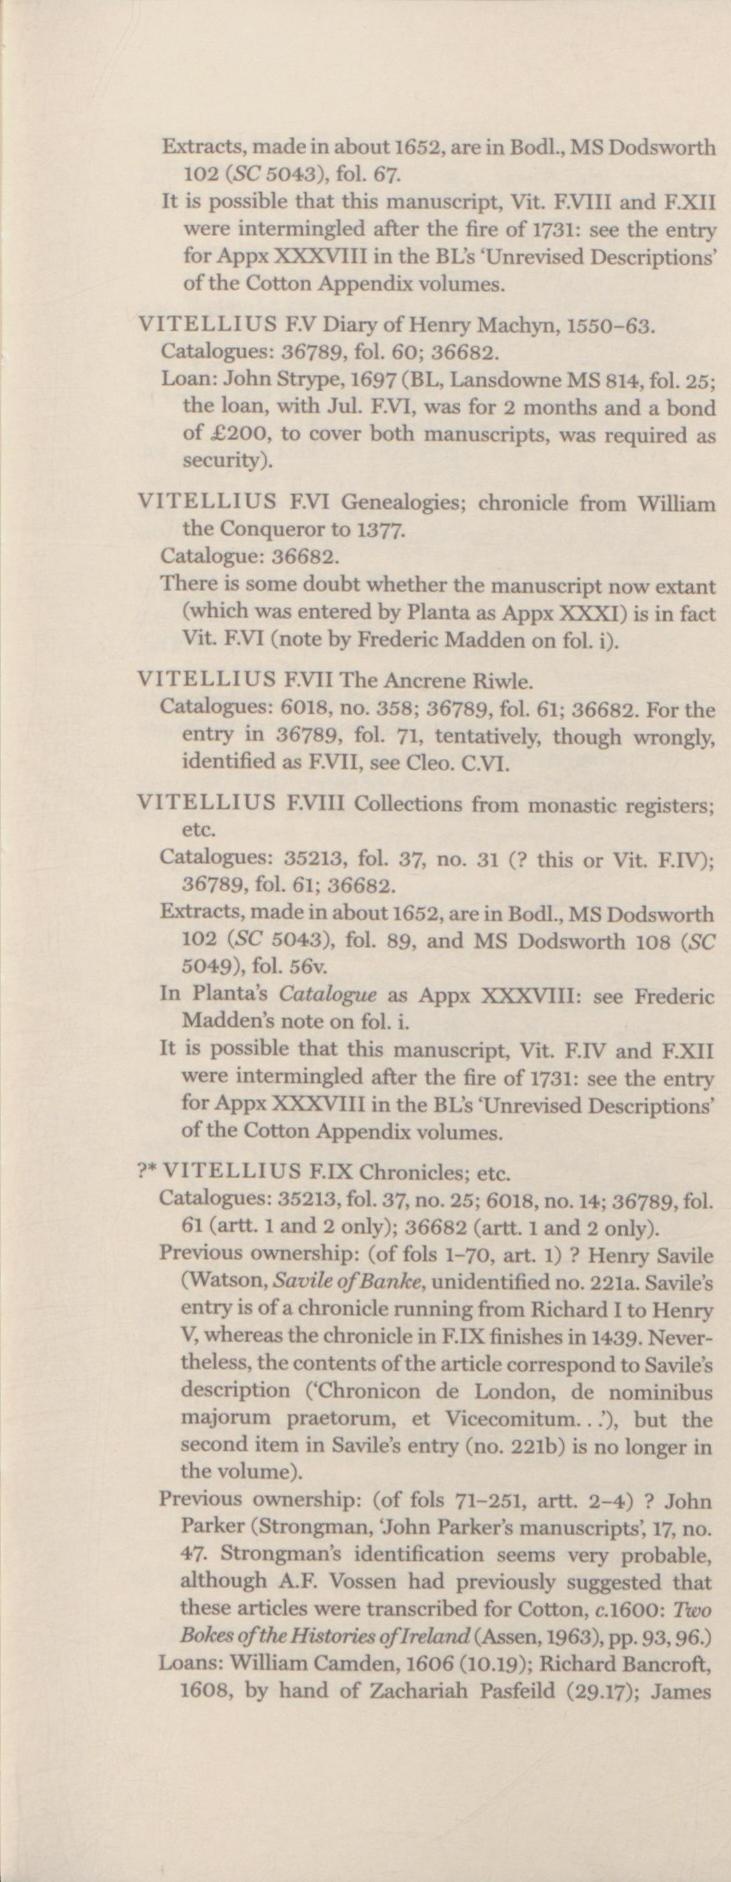 Extracts, made in about 1652, are in Bodl., MS Dodsworth
102 (SC 5043), fol. 67.
It is possible that this manuscript, Vit. F.VIII and F.XII
were intermingled after the fire of 1731: see the entry
for Appx XXXVIII in the BL's ‘Unrevised Descriptions’
of the Cotton Appendix volumes.
VITELLIUS F.V Diary of Henry Machyn, 1550–63.
Catalogues: 36789, fol. 60; 36682.
Loan: John Strype, 1697 (BL, Lansdowne MS 814, fol. 25;
the loan, with Jul. F.VI, was for 2 months and a bond
of £200, to cover both manuscripts, was required as
security).
VITELLIUS F.VI Genealogies; chronicle from William
the Conqueror to 1377.
Catalogue: 36682.
There is some doubt whether the manuscript now extant
(which was entered by Planta as Appx XXXI) is in fact
Vit. F.VI (note by Frederic Madden on fol. i).
VITELLIUS F.VII The Ancrene Riwle.
Catalogues: 6018, no. 358; 36789, fol. 61; 36682. For the
entry in 36789, fol. 71, tentatively, though wrongly,
identified as F.VII, see Cleo. C.VI.
VITELLIUS F.VIII Collections from monastic registers;
etc.
Catalogues: 35213, fol. 37, no. 31 (? this or Vit. F.IV);
36789, fol. 61; 36682.
Extracts, made in about 1652, are in Bodl., MS Dodsworth
102 (SC 5043), fol. 89, and MS Dodsworth 108 (SC
5049), fol. 56v.
In Planta's Catalogue as Appx XXXVIII: see Frederic
Madden's note on fol. i.
It is possible that this manuscript, Vit. F.IV and F.XII
were intermingled after the fire of 1731: see the entry
for Appx XXXVIII in the BL's ‘Unrevised Descriptions’
of the Cotton Appendix volumes.
?* VITELLIUS F.IX Chronicles; etc.
Catalogues: 35213, fol. 37, no. 25; 6018, no. 14; 36789, fol.
61 (artt. 1 and 2 only); 36682 (artt. 1 and 2 only).
Previous ownership: (of fols 1–70, art. 1) ? Henry Savile
(Watson, Savile of Banke, unidentified no. 221a. Savile's
entry is of a chronicle running from Richard I to Henry
V, whereas the chronicle in F.IX finishes in 1439. Never-
theless, the contents of the article correspond to Savile's
description (‘Chronicon de London, de nominibus
majorum praetorum, et Vicecomitum. . .’), but the
second item in Savile's entry (no. 221b) is no longer in
the volume).
Previous ownership: (of fols 71–251, artt. 2–4) ? John
Parker (Strongman, ‘John Parker's manuscripts’, 17, no.
47. Strongman's identification seems very probable,
although A.F. Vossen had previously suggested that
these articles were transcribed for Cotton, c.1600: Two
Bokes of the Histories of Ireland (Assen, 1963), pp. 93, 96.)
Loans: William Camden, 1606 (10.19); Richard Bancroft,
1608, by hand of Zachariah Pasfeild (29.17); James